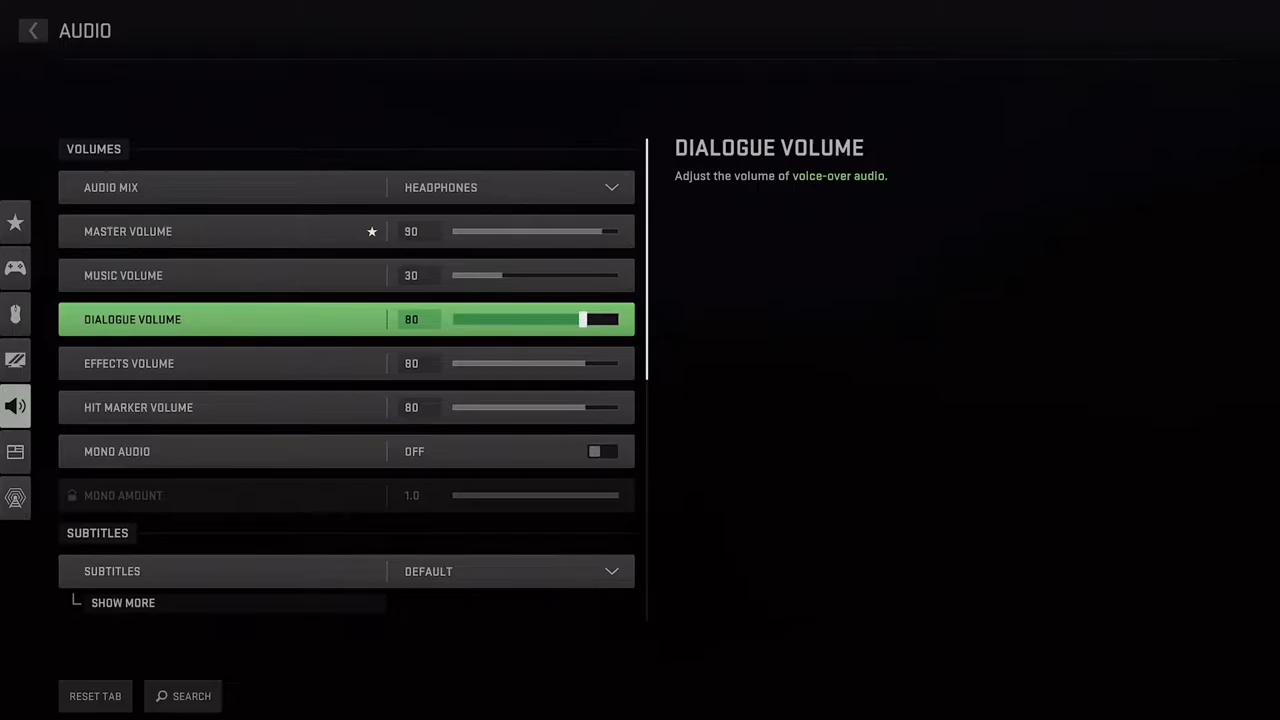 AUDIO
VOLUMES
AUDIO MIX HEADPHONES
MASTER VOLUME 90
MUSIC VOLUME 30
DIALOGUE VOLUME 80
EFFECTS VOLUME 80
HIT MARKER VOLUME 80
MONO AUDIO OFF
MONO AMOUNT 1.0
SUBTITLES
SUBTITLES DEFAULT
SHOW MORE
DIALOGUE VOLUME
Adjust the volume of voice-over audio.
RESET TAB SEARCH